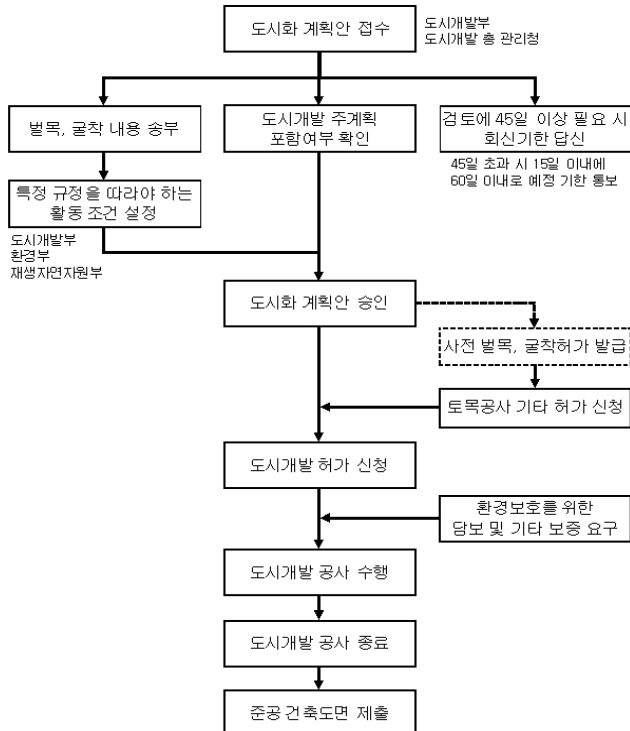 도시화 계획안 접수
도시개발부
도시개발 총 관리청
벌목, 굴착 내용 송부
도시개발 주계획
포함여부 확인
검토에 45일 이상 필요 시
회신기한 답신
45일 초과 시 15일 이내에
60일 이내로 예정 기한 통보
특정 규정을 따라야 하는
활동 조건 설정
도시개발부
환경부
재생자연자원부
도시화 계획안 승인
사전 벌목, 굴착허가 발급
토목공사 기타 허가 신청
도시개발 허가 신청
환경보호를 위한
담보 및 기타 보증 요구
도시개발 공사 수행
도시개발 공사 종료
준공 건축도면 제출